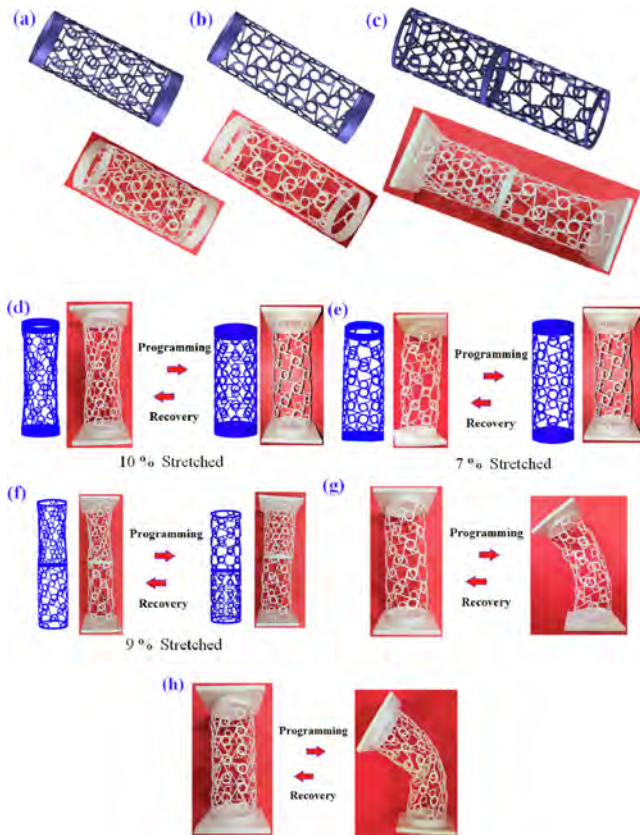 (a)
(b)
(c)
(d)
Programming
Recovery
10 % Stretched
(e)
Programming
Recovery
7 % Stretched
(f)
Programming
Recovery
9 % Stretched
(g)
Programming
Recovery
(h)
Programming
Recovery